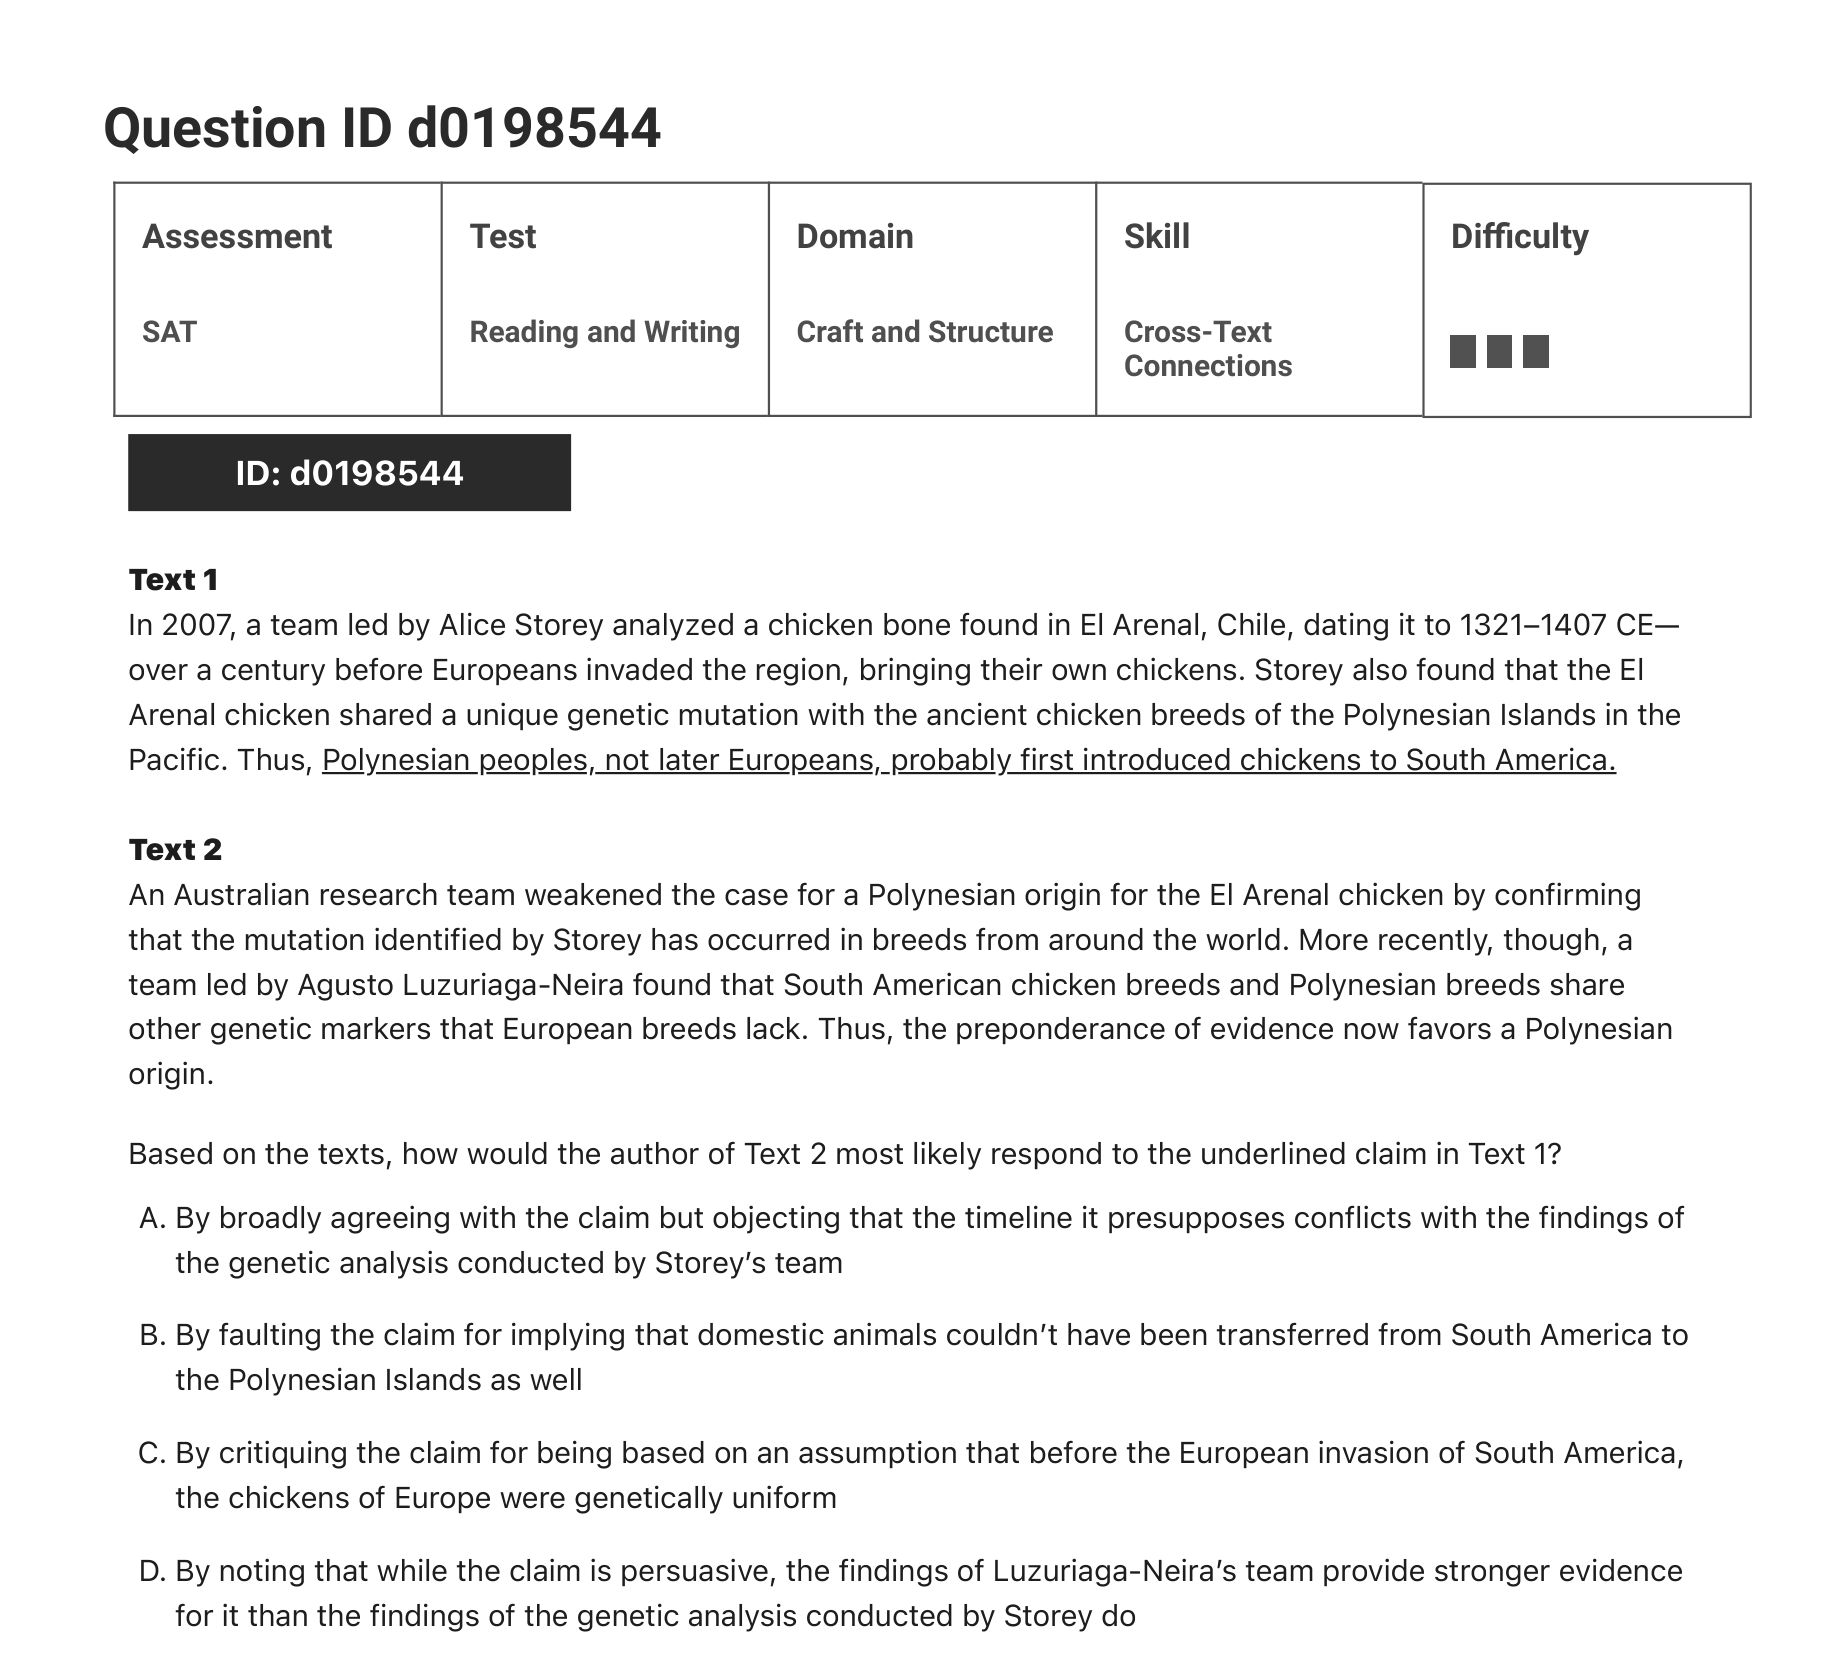 Question ID d0198544
Assessment
Test
Domain
Skill
Difficulty
SAT
Reading and Writing
Craft and Structure
Cross-Text
Connections
ID: d0198544
Text 1
In 2007, a team led by Alice Storey analyzed a chicken bone found in El Arenal, Chile, dating it to 1321–1407 CE—
over a century before Europeans invaded the region, bringing their own chickens. Storey also found that the El
Arenal chicken shared a unique genetic mutation with the ancient chicken breeds of the Polynesian Islands in the
Pacific. Thus, Polynesian peoples, not later Europeans, probably first introduced chickens to South America.
Text 2
An Australian research team weakened the case for a Polynesian origin for the El Arenal chicken by confirming
that the mutation identified by Storey has occurred in breeds from around the world. More recently, though, a
team led by Agusto Luzuriaga-Neira found that South American chicken breeds and Polynesian breeds share
other genetic markers that European breeds lack. Thus, the preponderance of evidence now favors a Polynesian
origin.
Based on the texts, how would the author of Text 2 most likely respond to the underlined claim in Text 1?
A. By broadly agreeing with the claim but objecting that the timeline it presupposes conflicts with the findings of
the genetic analysis conducted by Storey’s team
B. By faulting the claim for implying that domestic animals couldn’t have been transferred from South America to
the Polynesian Islands as well
C. By critiquing the claim for being based on an assumption that before the European invasion of South America,
the chickens of Europe were genetically uniform
D. By noting that while the claim is persuasive, the findings of Luzuriaga-Neira’s team provide stronger evidence
for it than the findings of the genetic analysis conducted by Storey do